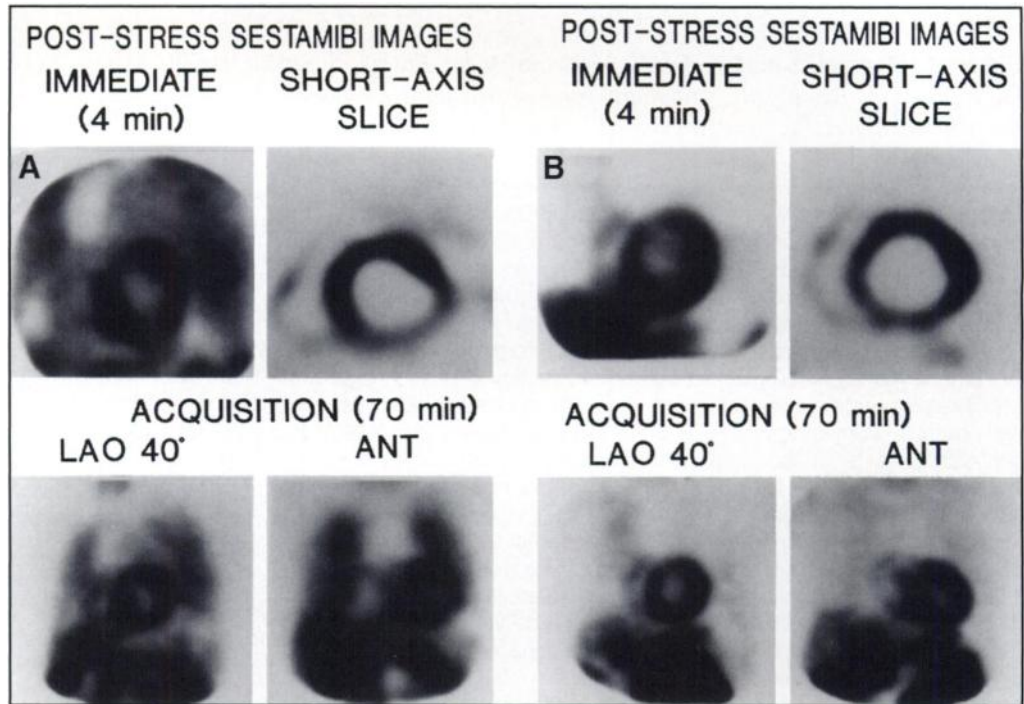 POST-STRESS SESTAMIBI IMAGES
IMMEDIATE
(4 min)
SHORT-AXIS
SLICE
A
ACQUISITION (70 min)
LAO 40°
ANT
POST-STRESS SESTAMIBI IMAGES
IMMEDIATE
(4 min)
SHORT-AXIS
SLICE
B
ACQUISITION (70 min)
LAO 40°
ANT